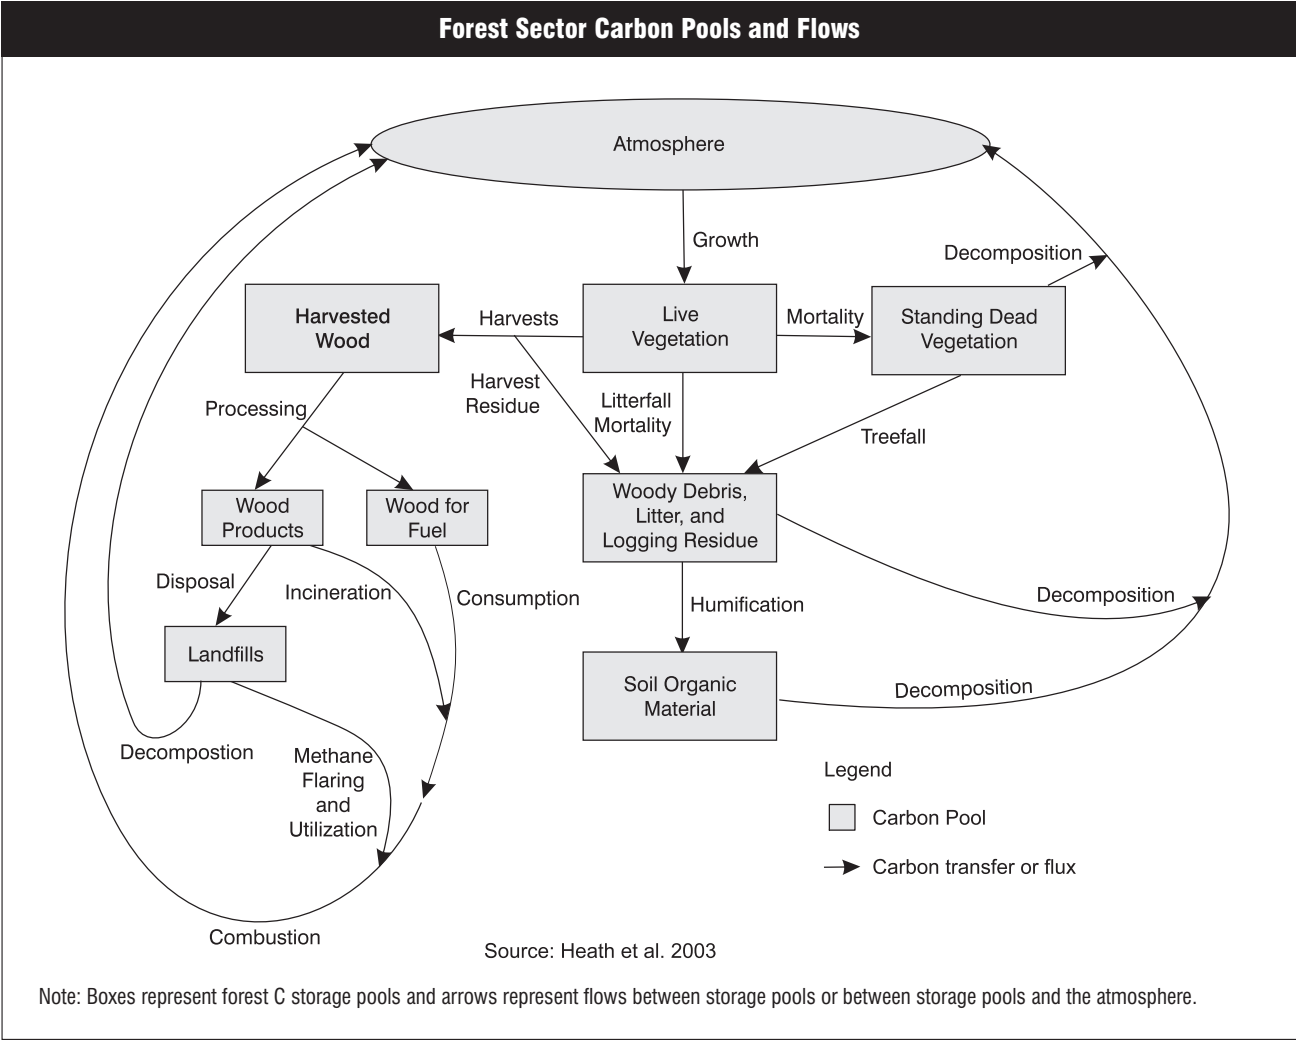 Forest Sector Carbon Pools and Flows
Atmosphere
Growth
Decomposition
Harvested
Wood
Harvests
Live
Vegetation
Mortality
Standing Dead
Vegetation
Harvest
Residue
Litterfall
Mortality
Processing
Treefall
Wood
Products
Wood for
Fuel
Woody Debris,
Litter, and
Logging Residue
Disposal
Incineration
Consumption
Humification
Decomposition
Landfills
Soil Organic
Material
Decomposition
Decompostion
Methane
Flaring
and
Utilization
Legend
Carbon Pool
Carbon transfer or flux
Combustion
Source: Heath et al. 2003
Note: Boxes represent forest C storage pools and arrows represent flows between storage pools or between storage pools and the atmosphere.